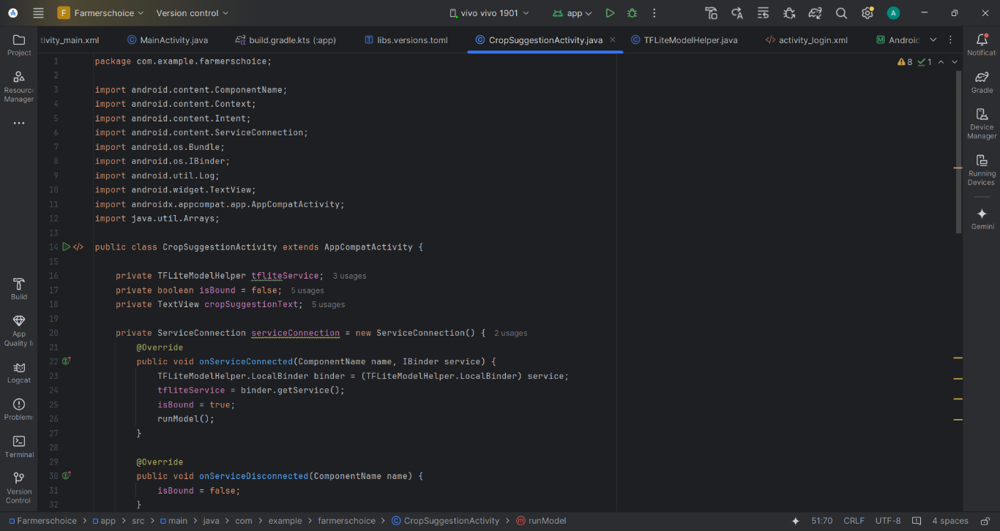 F Farmerschoice Version control vivo vivo 1901 app A
tivity_main.xml MainActivity.java build.gradle.kts (:app) libs.versions.toml CropSuggestionActivity.java TFLiteModelHelper.java activity_login.xml Androi
Project
Resourc
Manager
Build
App
Quality I
Logcat
Problem
Terminal
Version
Control
8 1
1 package com.example.farmerschoice;
2
3 import android.content.ComponentName;
4 import android.content.Context;
5 import android.content.Intent;
6 import android.content.ServiceConnection;
7 import android.os.Bundle;
8 import android.os.IBinder;
9 import android.util.Log;
10 import android.widget.TextView;
11 import androidx.appcompat.app.AppCompatActivity;
12 import java.util.Arrays;
13
14 public class CropSuggestionActivity extends AppCompatActivity {
15
16 private TFLiteModelHelper tfliteService; 3 usages
17 private boolean isBound = false; 5 usages
18 private TextView cropSuggestionText; 5 usages
19
20 private ServiceConnection serviceConnection = new ServiceConnection() { 2 usages
21 @Override
22 public void onServiceConnected(ComponentName name, IBinder service) {
23 TFLiteModelHelper.LocalBinder binder = (TFLiteModelHelper.LocalBinder) service;
24 tfliteService = binder.getService();
25 isBound = true;
26 runModel();
27 }
28
29 @Override
30 public void onServiceDisconnected(ComponentName name) {
31 isBound = false;
32 }
Notificat
Gradle
Device
Manager
Running
Devices
Gemini
Farmerschoice > app > src > main > java > com > example > farmerschoice > CropSuggestionActivity > runModel 51:70 CRLF UTF-8 4 spaces